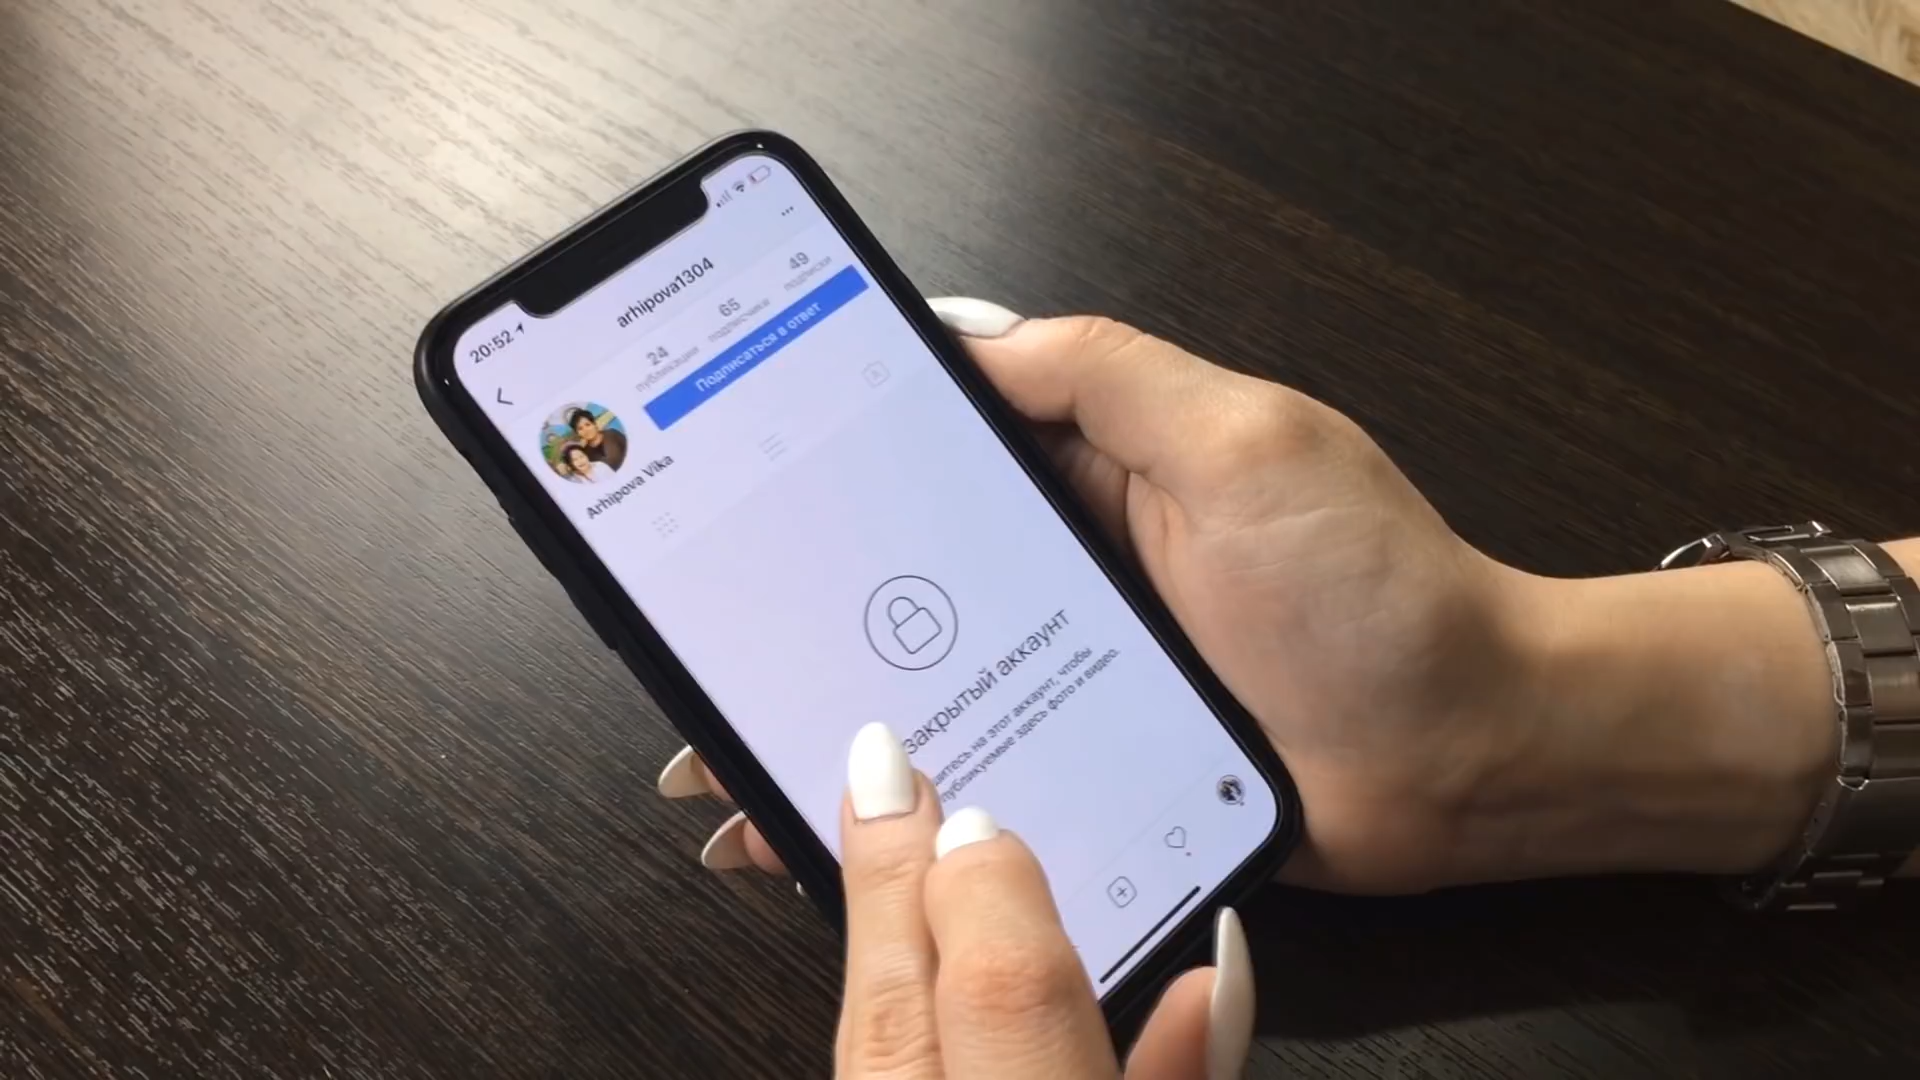 20:52
arhipova1304
24 65 49
публикации подписчики подписки
Подписаться в ответ
Arhipova Vika
закрытый аккаунт
на этот аккаунт, чтобы
здесь фото и видео.